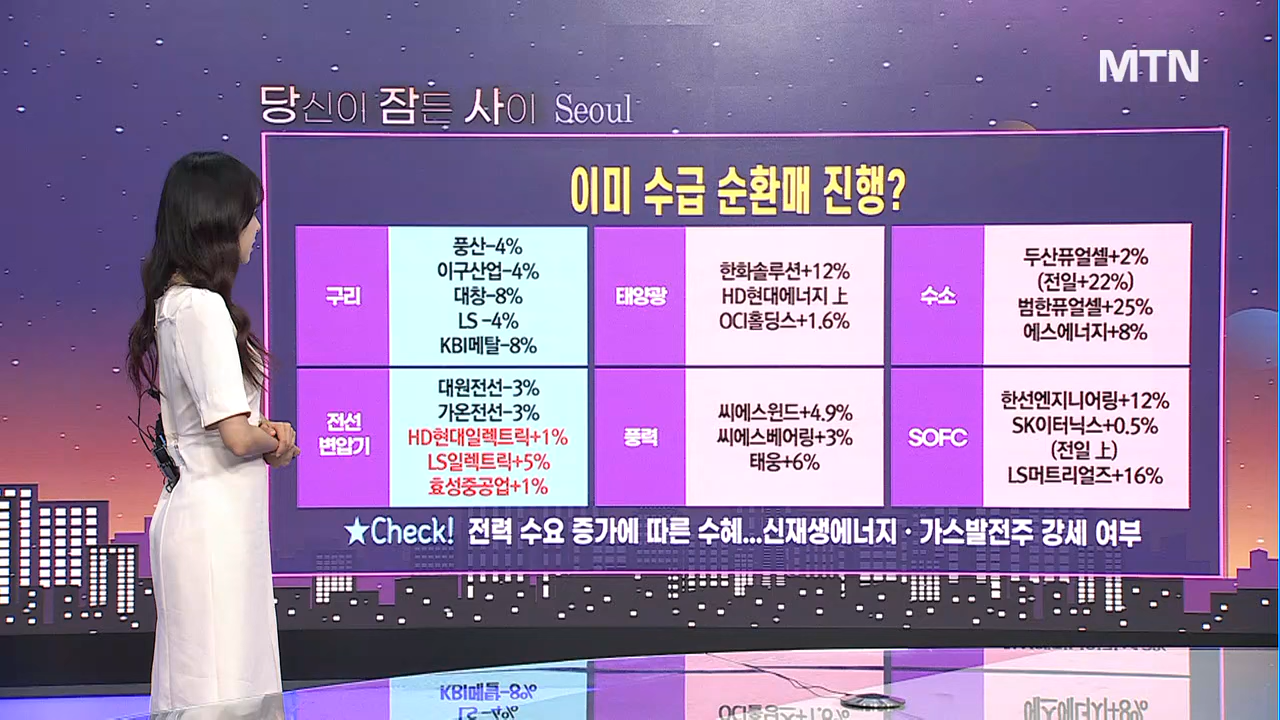 MTN
당신이 잠든 사이 Seoul
이미 수급 순환매 진행?
구리
풍산-4%
이구산업-4%
대창-8%
LS -4%
KBI메탈-8%
태양광
한화솔루션+12%
HD현대에너지 上
OCI홀딩스+1.6%
수소
두산퓨얼셀+2%
(전일+22%)
범한퓨얼셀+25%
에스에너지+8%
전선
변압기
대원전선-3%
가온전선-3%
HD현대일렉트릭+1%
LS일렉트릭+5%
효성중공업+1%
풍력
씨에스윈드+4.9%
씨에스베어링+3%
태웅+6%
SOFC
한선엔지니어링+12%
SK이터닉스+0.5%
(전일 上)
LS머트리얼즈+16%
★Check! 전력 수요 증가에 따른 수혜...신재생에너지·가스발전주 강세 여부